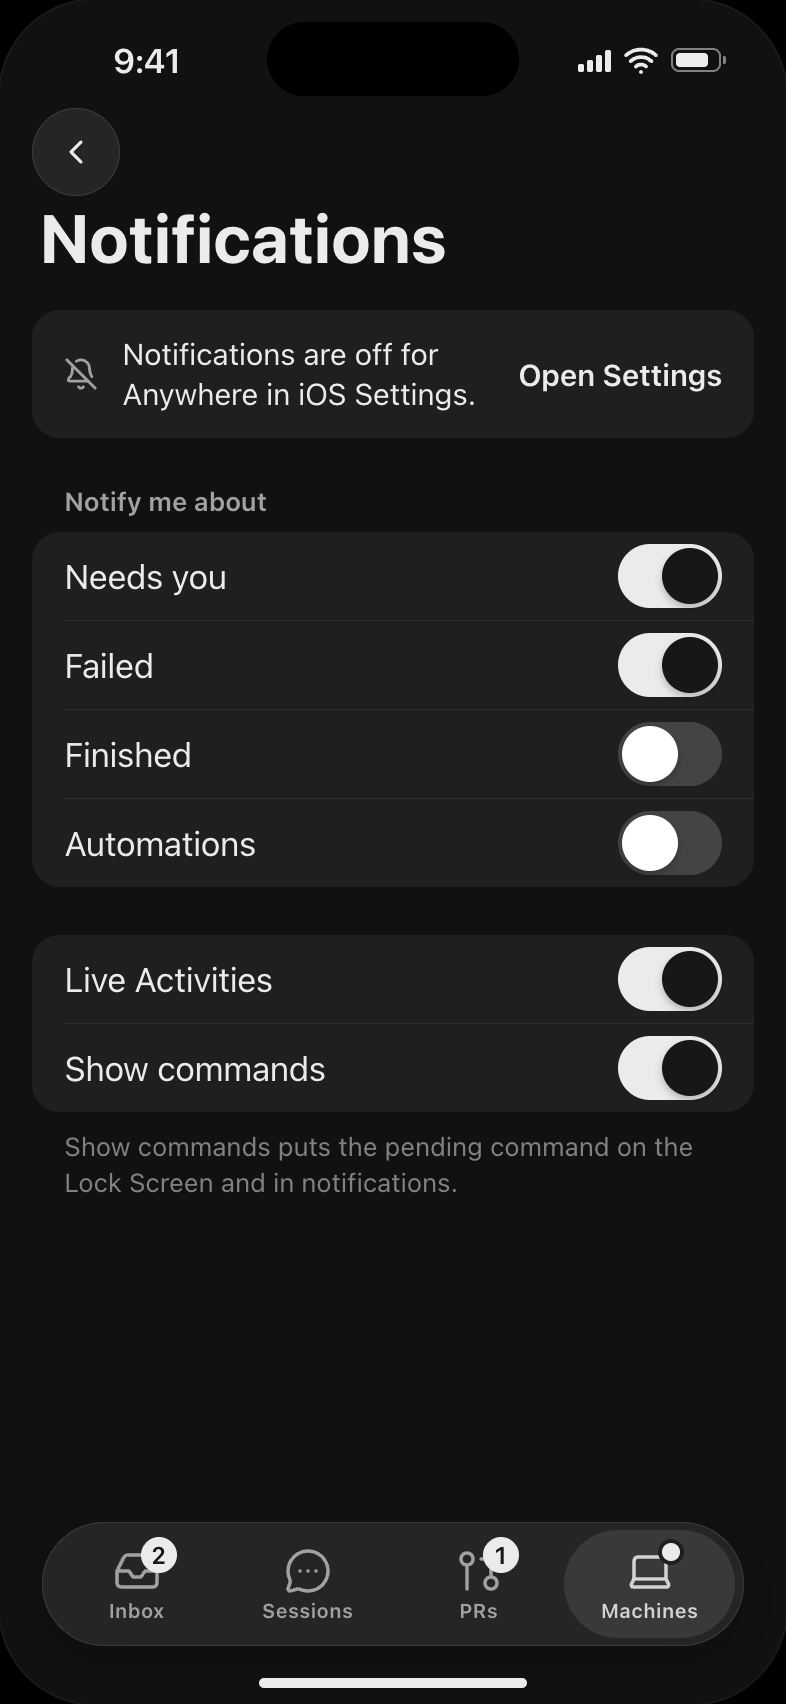 9:41
Notifications
Notifications are off for
Anywhere in iOS Settings.
Open Settings
Notify me about
Needs you
Failed
Finished
Automations
Live Activities
Show commands
Show commands puts the pending command on the
Lock Screen and in notifications.
2
1
Inbox
Sessions
PRs
Machines